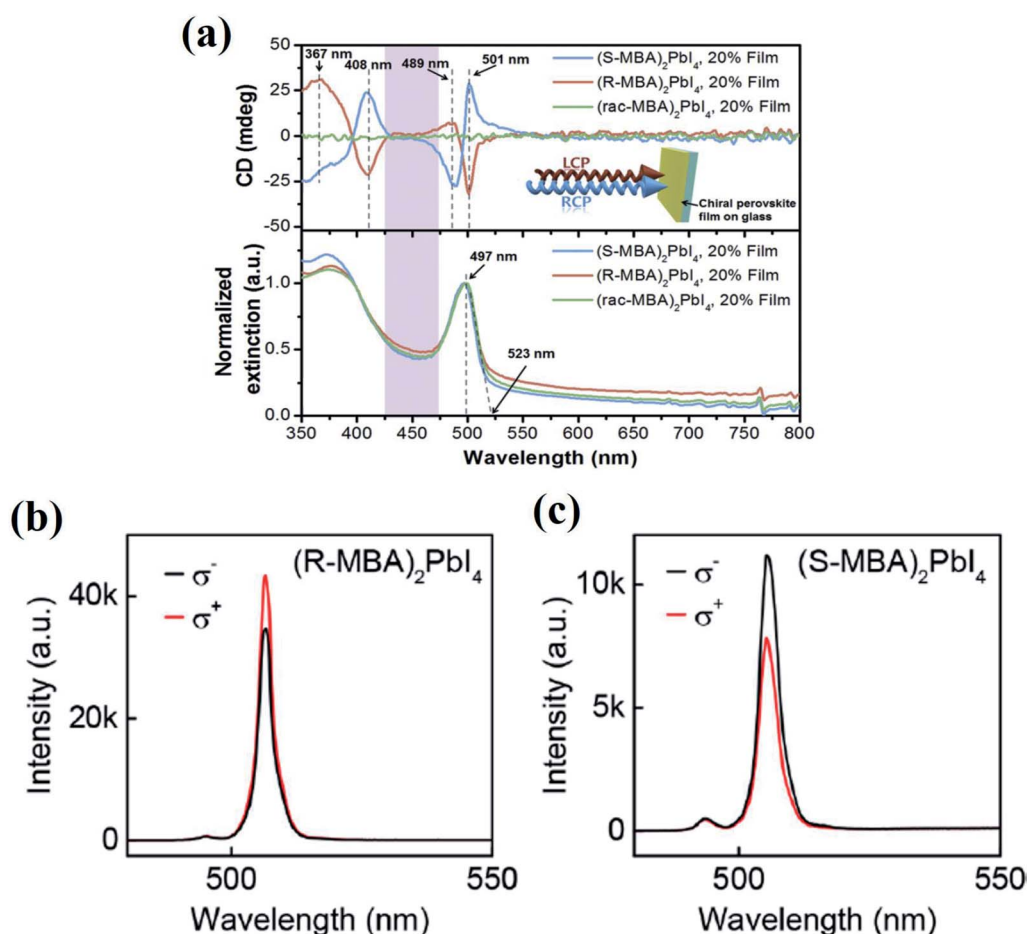 (a)
CD (mdeg)
50
25
0
-25
-50
367 nm
408 nm
489 nm
501 nm
(S-MBA)₂PbI₄, 20% Film
(R-MBA)₂PbI₄, 20% Film
(rac-MBA)₂PbI₄, 20% Film
LCP
RCP
Chiral perovskite
film on glass
Normalized
extinction (a.u.)
1.0
0.5
0.0
497 nm
523 nm
(S-MBA)₂PbI₄, 20% Film
(R-MBA)₂PbI₄, 20% Film
(rac-MBA)₂PbI₄, 20% Film
350 400 450 500 550 600 650 700 750 800
Wavelength (nm)
(b)
(R-MBA)₂PbI₄
σ⁻
σ⁺
Intensity (a.u.)
40k
20k
0
500 550
Wavelength (nm)
(c)
(S-MBA)₂PbI₄
σ⁻
σ⁺
Intensity (a.u.)
10k
5k
0
500 550
Wavelength (nm)